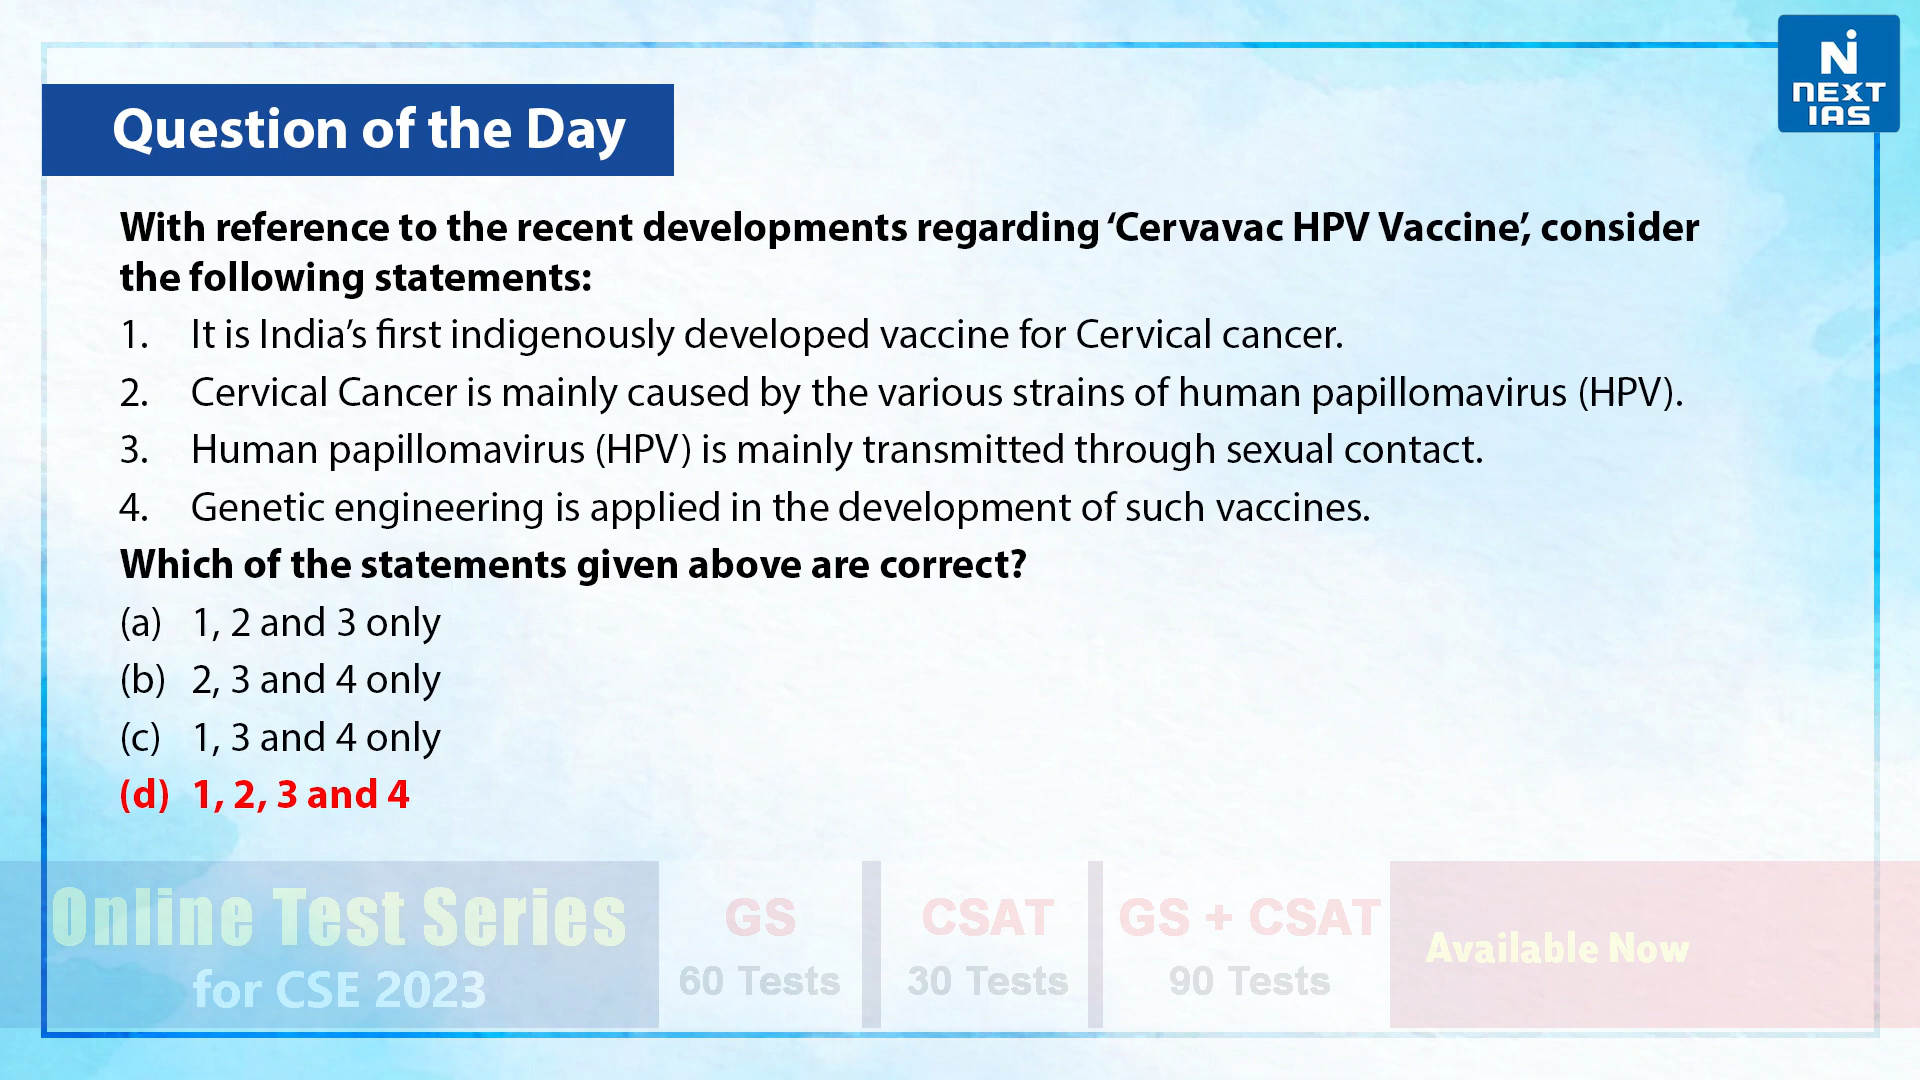 NEXT
IAS
Question of the Day
With reference to the recent developments regarding ‘Cervavac HPV Vaccine’, consider
the following statements:
1. It is India’s first indigenously developed vaccine for Cervical cancer.
2. Cervical Cancer is mainly caused by the various strains of human papillomavirus (HPV).
3. Human papillomavirus (HPV) is mainly transmitted through sexual contact.
4. Genetic engineering is applied in the development of such vaccines.
Which of the statements given above are correct?
(a) 1, 2 and 3 only
(b) 2, 3 and 4 only
(c) 1, 3 and 4 only
(d) 1, 2, 3 and 4
Online Test Series
for CSE 2023
GS
60 Tests
CSAT
30 Tests
GS + CSAT
90 Tests
Available Now